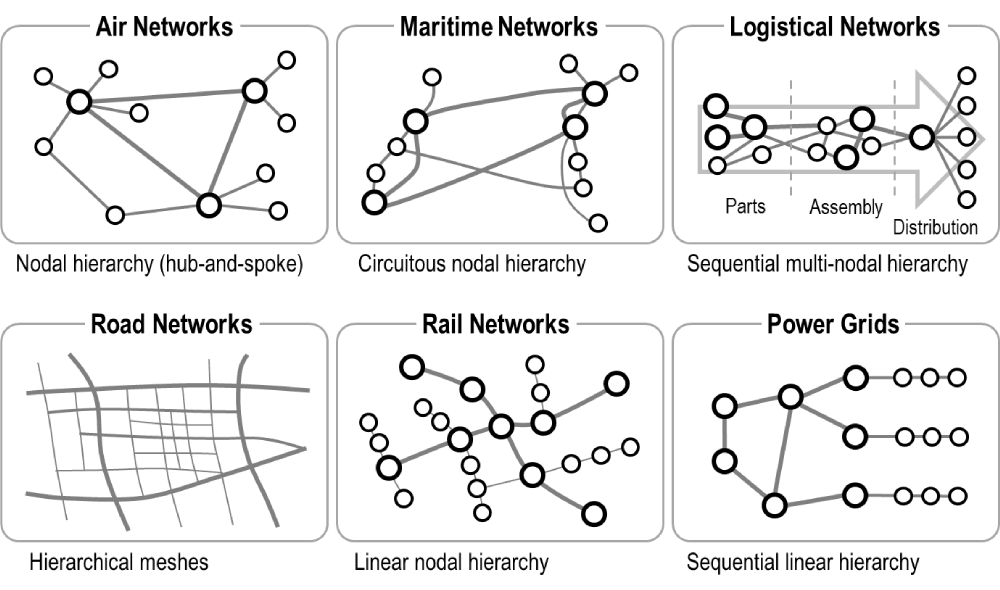 Air Networks
Maritime Networks
Logistical Networks
Parts
Assembly
Distribution
Nodal hierarchy (hub-and-spoke)
Circuitous nodal hierarchy
Sequential multi-nodal hierarchy
Road Networks
Rail Networks
Power Grids
Hierarchical meshes
Linear nodal hierarchy
Sequential linear hierarchy